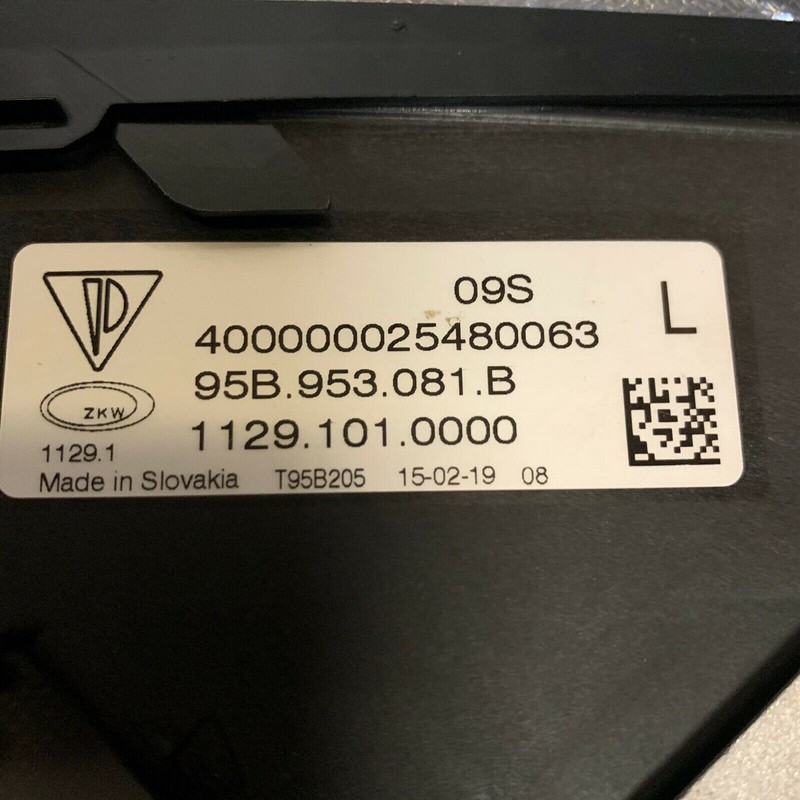 09S
L
400000025480063
95B.953.081.B
ZKW
1129.101.0000
1129.1
Made in Slovakia T95B205 15-02-19 08